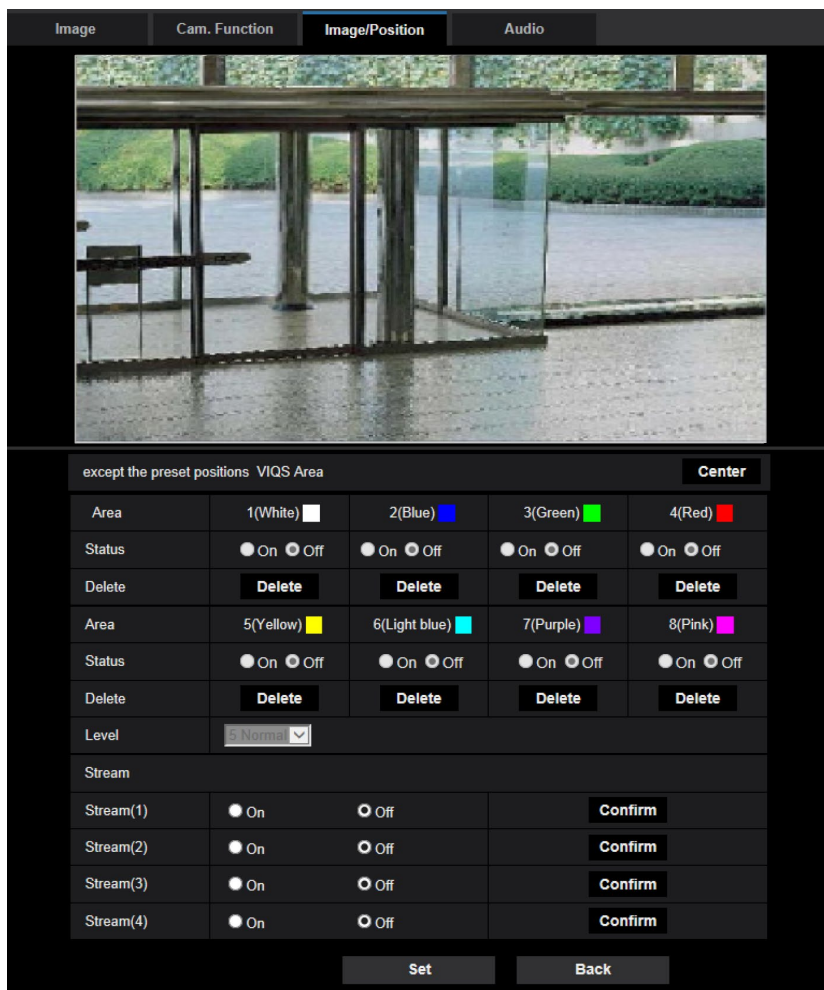 Image Cam. Function Image/Position Audio
except the preset positions VIQS Area Center
Area 1(White) 2(Blue) 3(Green) 4(Red)
Status On Off On Off On Off On Off
Delete Delete Delete Delete Delete
Area 5(Yellow) 6(Light blue) 7(Purple) 8(Pink)
Status On Off On Off On Off On Off
Delete Delete Delete Delete Delete
Level 5 Normal
Stream
Stream(1) On Off Confirm
Stream(2) On Off Confirm
Stream(3) On Off Confirm
Stream(4) On Off Confirm
Set Back